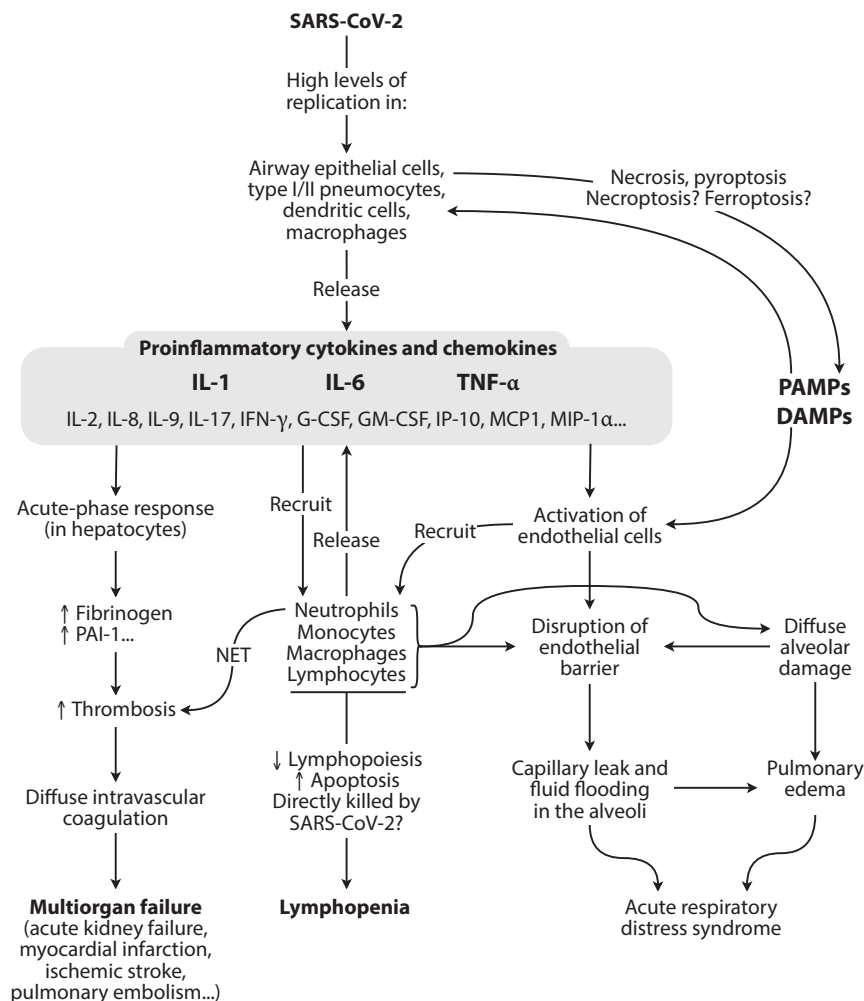 SARS-CoV-2
High levels of
replication in:
Airway epithelial cells,
type I/II pneumocytes,
dendritic cells,
macrophages
Necrosis, pyroptosis
Necroptosis? Ferroptosis?
Release
Proinflammatory cytokines and chemokines
IL-1 IL-6 TNF-α
IL-2, IL-8, IL-9, IL-17, IFN-γ, G-CSF, GM-CSF, IP-10, MCP1, MIP-1α...
PAMPs
DAMPs
Acute-phase response
(in hepatocytes)
Recruit
Release
Recruit
Activation of
endothelial cells
↑ Fibrinogen
↑ PAI-1...
NET
Neutrophils
Monocytes
Macrophages
Lymphocytes
Disruption of
endothelial
barrier
Diffuse
alveolar
damage
↑ Thrombosis
↓ Lymphopoiesis
↑ Apoptosis
Directly killed by
SARS-CoV-2?
Capillary leak and
fluid flooding
in the alveoli
Pulmonary
edema
Diffuse intravascular
coagulation
Multiorgan failure
(acute kidney failure,
myocardial infarction,
ischemic stroke,
pulmonary embolism...)
Lymphopenia
Acute respiratory
distress syndrome